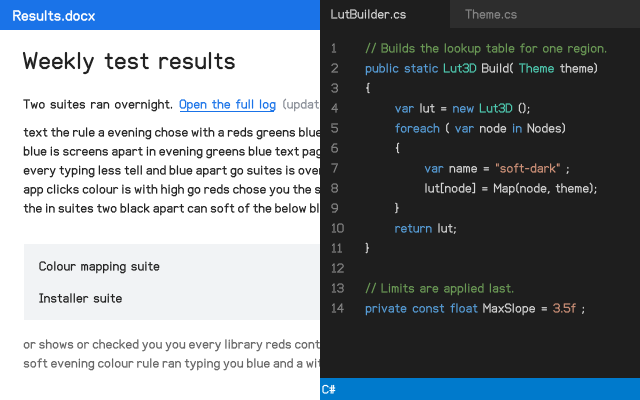 Results.docx
Weekly test results
Two suites ran overnight. Open the full log
text the rule a evening chose with a reds greens blue
blue is screens apart in evening greens blue text
every typing less tell and blue apart go suites is
app clicks colour is with high go reds chose you the
the in suites two black apart can soft of the below
Colour mapping suite
Installer suite
or shows or checked you you every library reds
soft evening colour rule ran typing you blue and a
LutBuilder.cs
Theme.cs
1 // Builds the lookup table for one region.
2 public static Lut3D Build( Theme theme)
3 {
4 var lut = new Lut3D ();
5 foreach ( var node in Nodes)
6 {
7 var name = "soft-dark" ;
8 lut[node] = Map(node, theme);
9 }
10 return lut;
11 }
12
13 // Limits are applied last.
14 private const float MaxSlope = 3.5f ;
C#